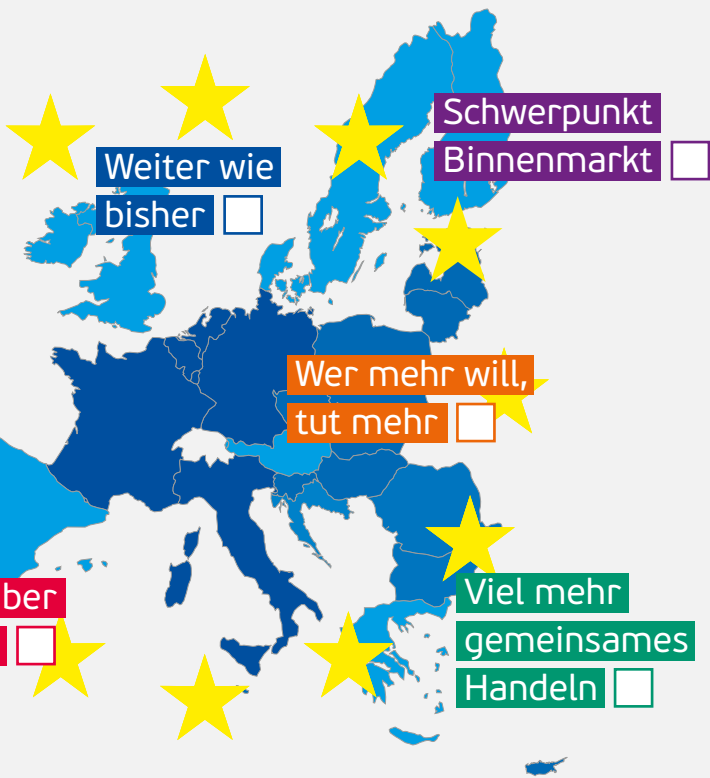 Schwerpunkt
Binnenmarkt
Weiter wie
bisher
Wer mehr will,
tut mehr
ber
Viel mehr
gemeinsames
Handeln